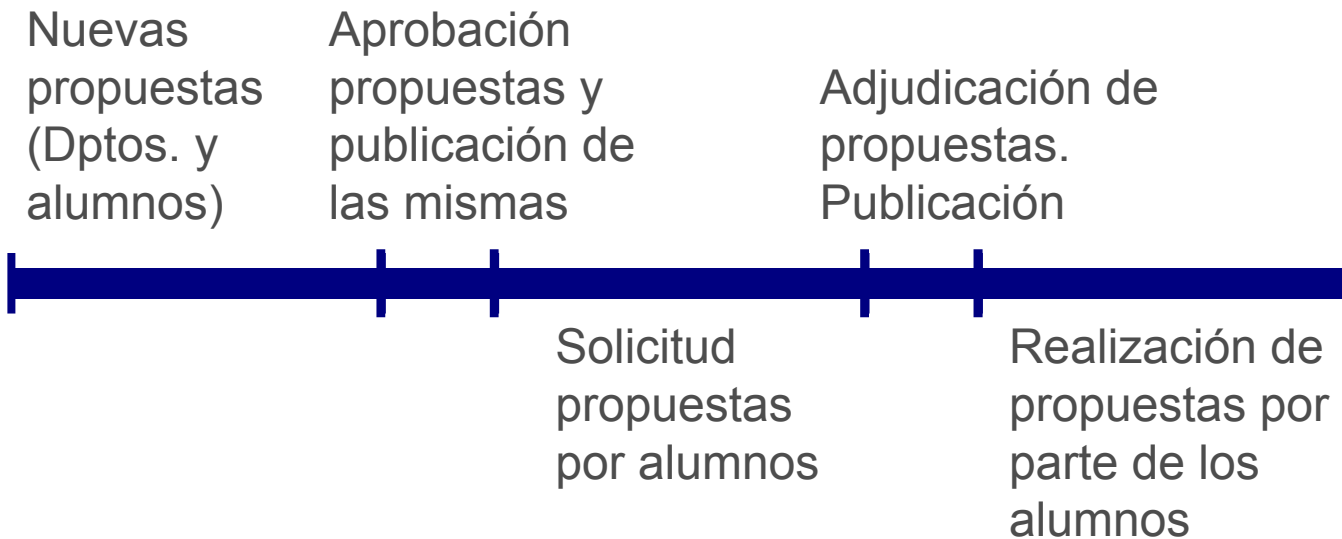 Nuevas
propuestas
(Dptos. y
alumnos)
Aprobación
propuestas y
publicación de
las mismas
Adjudicación de
propuestas.
Publicación
Solicitud
propuestas
por alumnos
Realización de
propuestas por
parte de los
alumnos